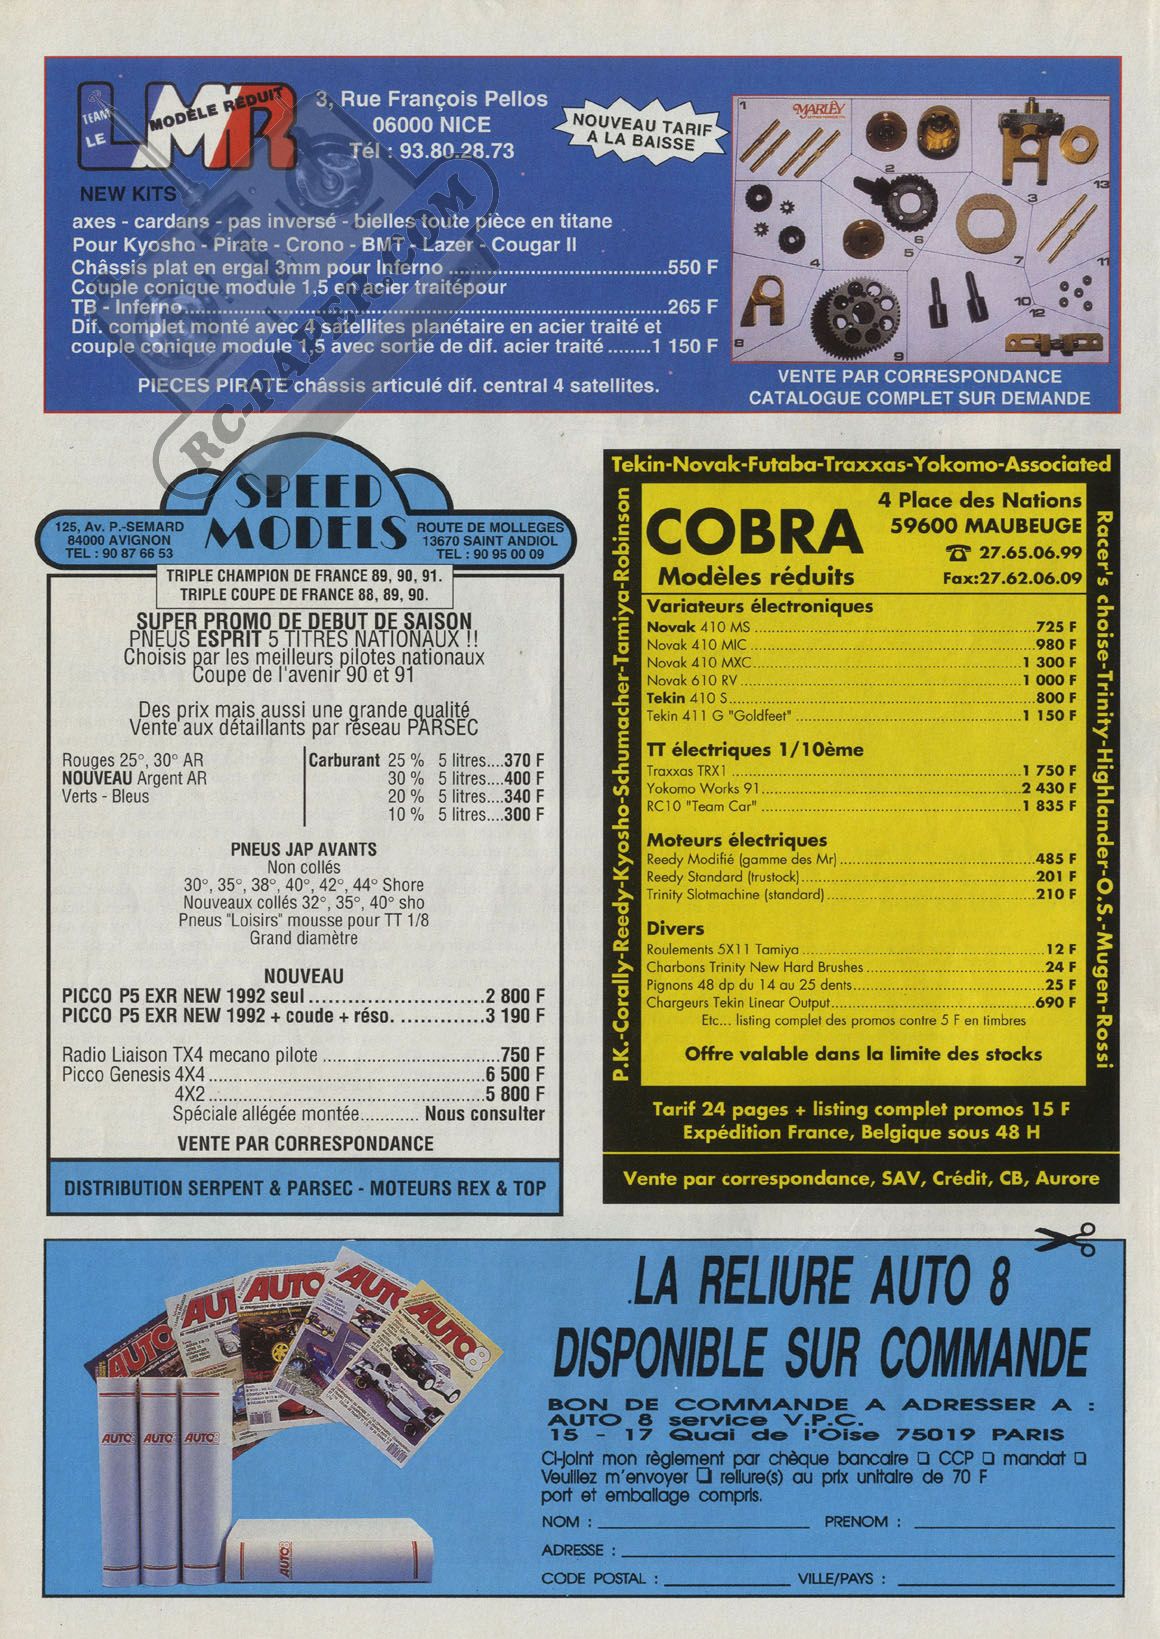 TEAM
LE
LMR
MODÈLE RÉDUIT
3, Rue François Pellos
06000 NICE
Tél : 93.80.28.73
NOUVEAU TARIF
A LA BAISSE
NEW KITS
axes - cardans - pas inversé - bielles toute pièce en titane
Pour Kyosho - Pirate - Crono - BMT - Lazer - Cougar II
Châssis plat en ergal 3mm pour Inferno ........................550 F
Couple conique module 1,5 en acier traitépour
TB - Inferno ........................265 F
Dif. complet monté avec 4 satellites planétaire en acier traité et
couple conique module 1,5 avec sortie de dif. acier traité ........1 150 F
PIECES PIRATE châssis articulé dif. central 4 satellites.
MARLEY
1
2
3
4
5
6
7
8
9
10
11
12
13
VENTE PAR CORRESPONDANCE
CATALOGUE COMPLET SUR DEMANDE
RC-PAPER.COM
SPEED
MODELS
125, Av. P.-SEMARD
84000 AVIGNON
TEL : 90 87 66 53
ROUTE DE MOLLEGES
13670 SAINT ANDIOL
TEL : 90 95 00 09
TRIPLE CHAMPION DE FRANCE 89, 90, 91.
TRIPLE COUPE DE FRANCE 88, 89, 90.
SUPER PROMO DE DEBUT DE SAISON
PNEUS ESPRIT 5 TITRES NATIONAUX !!
Choisis par les meilleurs pilotes nationaux
Coupe de l'avenir 90 et 91
Des prix mais aussi une grande qualité
Vente aux détaillants par réseau PARSEC
Rouges 25°, 30° AR
NOUVEAU Argent AR
Verts - Bleus
Carburant 25 % 5 litres....370 F
30 % 5 litres....400 F
20 % 5 litres....340 F
10 % 5 litres....300 F
PNEUS JAP AVANTS
Non collés
30°, 35°, 38°, 40°, 42°, 44° Shore
Nouveaux collés 32°, 35°, 40° sho
Pneus "Loisirs" mousse pour TT 1/8
Grand diamètre
NOUVEAU
PICCO P5 EXR NEW 1992 seul ........................2 800 F
PICCO P5 EXR NEW 1992 + coude + réso. .............3 190 F
Radio Liaison TX4 mecano pilote ........................750 F
Picco Genesis 4X4 ........................6 500 F
4X2 ........................5 800 F
Spéciale allégée montée............ Nous consulter
VENTE PAR CORRESPONDANCE
DISTRIBUTION SERPENT & PARSEC - MOTEURS REX & TOP
Tekin-Novak-Futaba-Traxxas-Yokomo-Associated
P.K.-Corally-Reedy-Kyosho-Schumacher-Tamiya-Robinson
Racer's choise-Trinity-Highlander-O.S.-Mugen-Rossi
COBRA
Modèles réduits
4 Place des Nations
59600 MAUBEUGE
☎ 27.65.06.99
Fax:27.62.06.09
Variateurs électroniques
Novak 410 MS ........................725 F
Novak 410 MIC ........................980 F
Novak 410 MXC ........................1 300 F
Novak 610 RV ........................1 000 F
Tekin 410 S ........................800 F
Tekin 411 G "Goldfeet" ........................1 150 F
TT électriques 1/10ème
Traxxas TRX1 ........................1 750 F
Yokomo Works 91 ........................2 430 F
RC10 "Team Car" ........................1 835 F
Moteurs électriques
Reedy Modifié (gamme des Mr) ........................485 F
Reedy Standard (trustock) ........................201 F
Trinity Slotmachine (standard) ........................210 F
Divers
Roulements 5X11 Tamiya ........................12 F
Charbons Trinity New Hard Brushes ........................24 F
Pignons 48 dp du 14 au 25 dents ........................25 F
Chargeurs Tekin Linear Output ........................690 F
Etc... listing complet des promos contre 5 F en timbres
Offre valable dans la limite des stocks
Tarif 24 pages + listing complet promos 15 F
Expédition France, Belgique sous 48 H
Vente par correspondance, SAV, Crédit, CB, Aurore
AUTO8
AUTO8
AUTO8
AUTO8
AUTO8
AUTO8
LA RELIURE AUTO 8
DISPONIBLE SUR COMMANDE
BON DE COMMANDE A ADRESSER A :
AUTO 8 service V.P.C.
15 - 17 Quai de l'Oise 75019 PARIS
Ci-joint mon règlement par chèque bancaire ❏ CCP ❏ mandat ❏
Veuillez m'envoyer ❏ reliure(s) au prix unitaire de 70 F
port et emballage compris.
NOM : PRENOM :
ADRESSE :
CODE POSTAL : VILLE/PAYS :